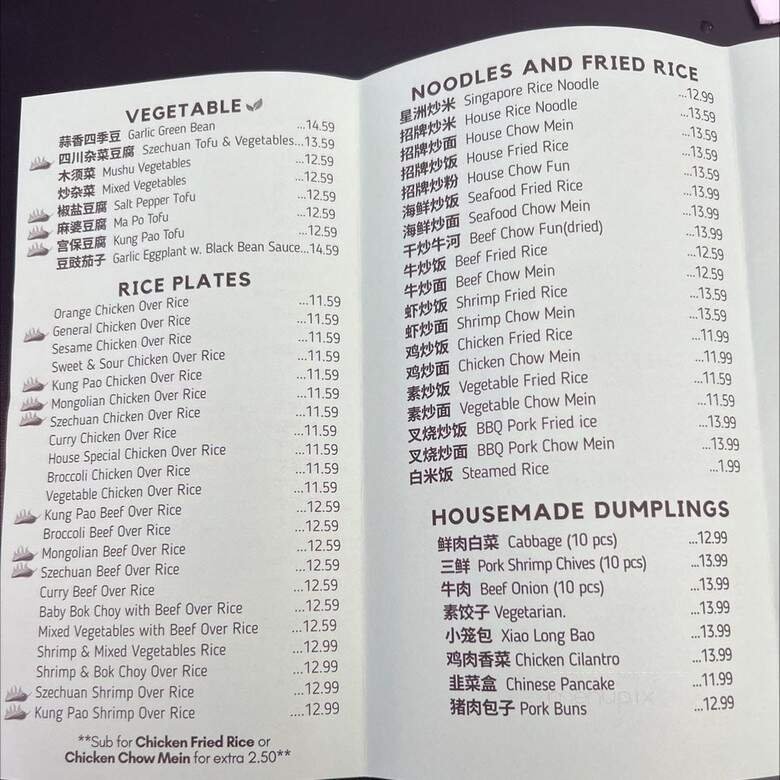 VEGETABLE
蒜香四季豆 Garlic Green Bean ...14.59
四川杂菜豆腐 Szechuan Tofu & Vegetables...13.59
木须菜 Mushu Vegetables ...12.59
炒杂菜 Mixed Vegetables ...12.59
椒盐豆腐 Salt Pepper Tofu ...12.59
麻婆豆腐 Ma Po Tofu ...12.59
宫保豆腐 Kung Pao Tofu ...12.59
豆豉茄子 Garlic Eggplant w. Black Bean Sauce...14.59
RICE PLATES
Orange Chicken Over Rice ...11.59
General Chicken Over Rice ...11.59
Sesame Chicken Over Rice ...11.59
Sweet & Sour Chicken Over Rice ...11.59
Kung Pao Chicken Over Rice ...11.59
Mongolian Chicken Over Rice ...11.59
Szechuan Chicken Over Rice ...11.59
Curry Chicken Over Rice ...11.59
House Special Chicken Over Rice ...11.59
Broccoli Chicken Over Rice ...11.59
Vegetable Chicken Over Rice ...11.59
Kung Pao Beef Over Rice ...12.59
Broccoli Beef Over Rice ...12.59
Mongolian Beef Over Rice ...12.59
Szechuan Beef Over Rice ...12.59
Curry Beef Over Rice ...12.59
Baby Bok Choy with Beef Over Rice ...12.59
Mixed Vegetables with Beef Over Rice ...12.59
Shrimp & Mixed Vegetables Rice ...12.99
Shrimp & Bok Choy Over Rice ...12.99
Szechuan Shrimp Over Rice ...12.99
Kung Pao Shrimp Over Rice ....12.99
**Sub for Chicken Fried Rice or
Chicken Chow Mein for extra 2.50**
NOODLES AND FRIED RICE
星洲炒米 Singapore Rice Noodle ...12.99
招牌炒米 House Rice Noodle ...13.59
招牌炒面 House Chow Mein ...13.59
招牌炒饭 House Fried Rice ...13.59
招牌炒粉 House Chow Fun ...13.59
海鲜炒饭 Seafood Fried Rice ...13.99
海鲜炒面 Seafood Chow Mein ...13.99
干炒牛河 Beef Chow Fun(dried) ...13.99
牛炒饭 Beef Fried Rice ...12.59
牛炒面 Beef Chow Mein ...12.59
虾炒饭 Shrimp Fried Rice ...13.59
虾炒面 Shrimp Chow Mein ...13.59
鸡炒饭 Chicken Fried Rice ...11.99
鸡炒面 Chicken Chow Mein ...11.99
素炒饭 Vegetable Fried Rice ...11.59
素炒面 Vegetable Chow Mein ...11.59
叉烧炒饭 BBQ Pork Fried ice ...13.99
叉烧炒面 BBQ Pork Chow Mein ...13.99
白米饭 Steamed Rice ...1.99
HOUSEMADE DUMPLINGS
鲜肉白菜 Cabbage (10 pcs) ...12.99
三鲜 Pork Shrimp Chives (10 pcs) ...13.99
牛肉 Beef Onion (10 pcs) ...13.99
素饺子 Vegetarian. ...13.99
小笼包 Xiao Long Bao ...13.99
鸡肉香菜 Chicken Cilantro ...13.99
韭菜盒 Chinese Pancake ...11.99
猪肉包子 Pork Buns ...12.99